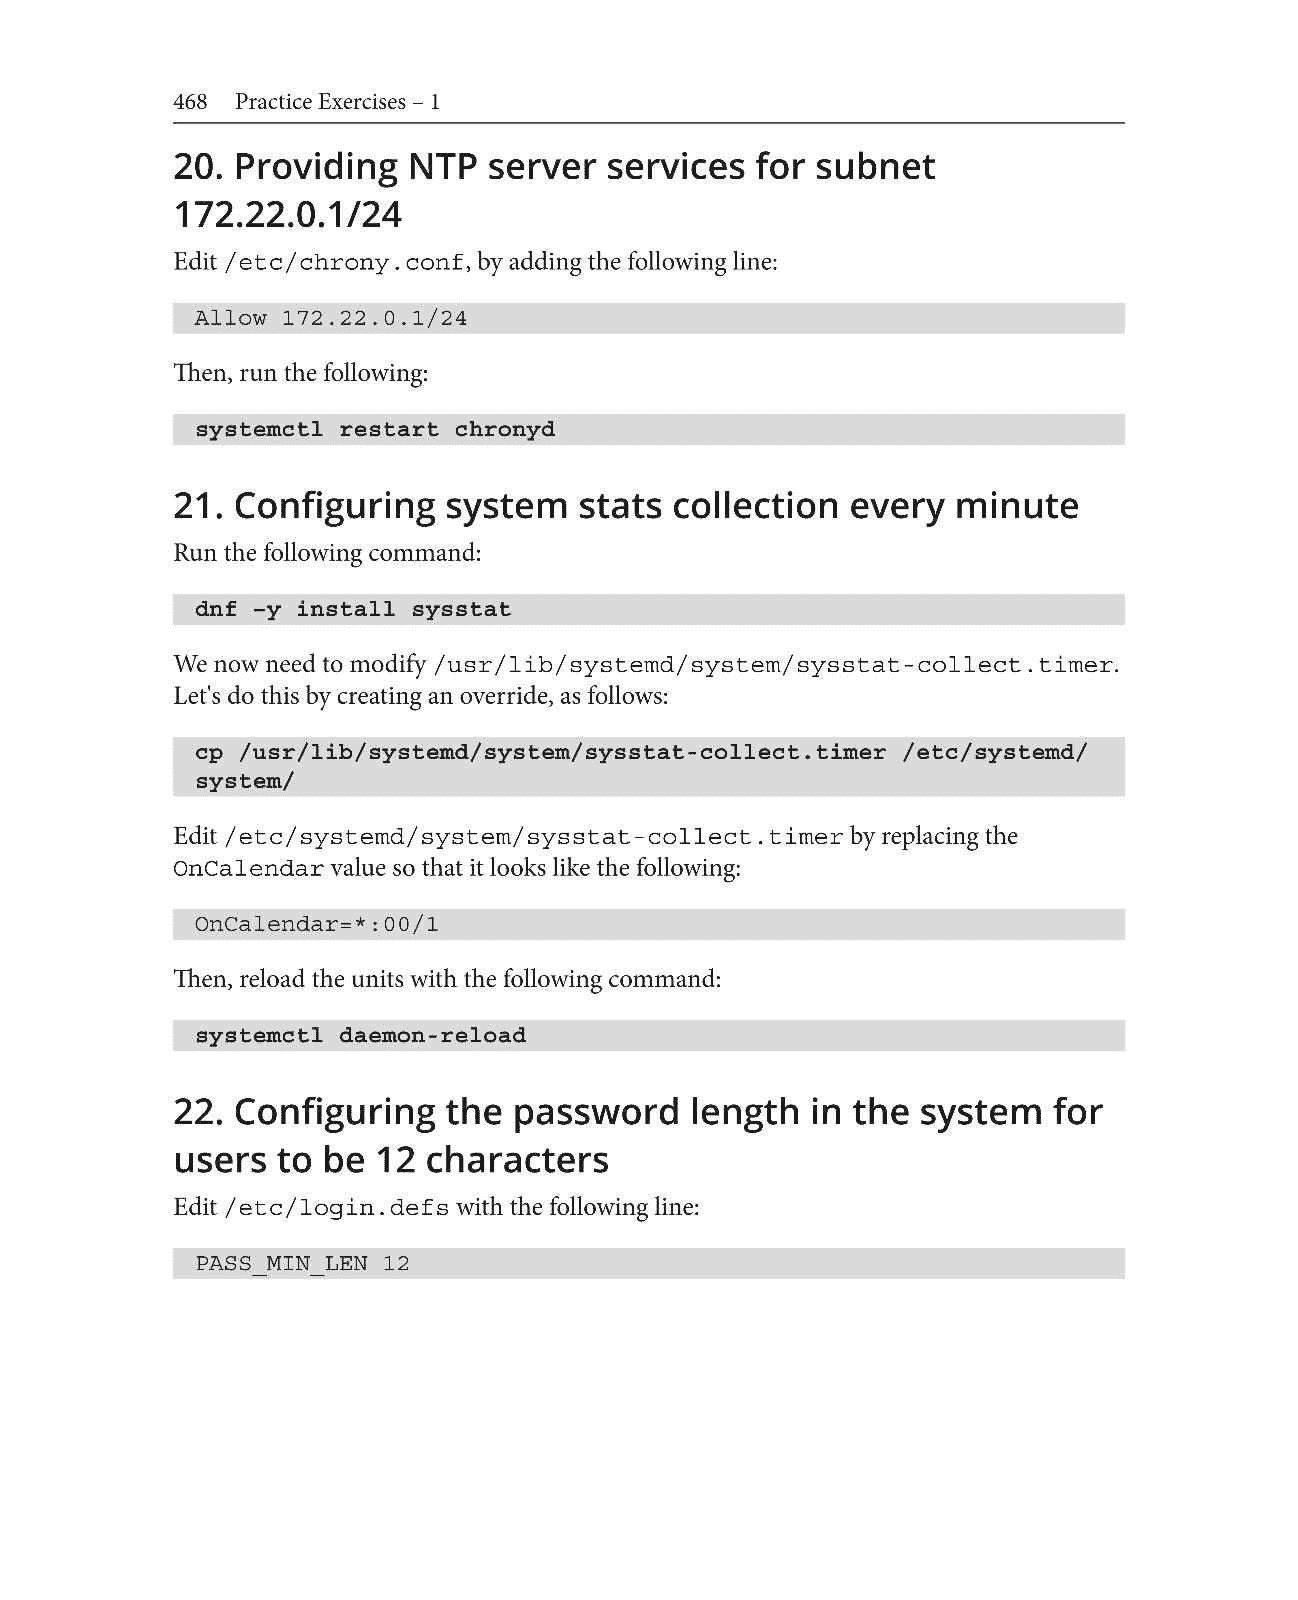 468 Practice Exercises – 1
20. Providing NTP server services for subnet
172.22.0.1/24
Edit /etc/chrony.conf, by adding the following line:
Allow 172.22.0.1/24
Then, run the following:
systemctl restart chronyd
21. Configuring system stats collection every minute
Run the following command:
dnf –y install sysstat
We now need to modify /usr/lib/systemd/system/sysstat-collect.timer.
Let's do this by creating an override, as follows:
cp /usr/lib/systemd/system/sysstat-collect.timer /etc/systemd/
system/
Edit /etc/systemd/system/sysstat-collect.timer by replacing the
OnCalendar value so that it looks like the following:
OnCalendar=*:00/1
Then, reload the units with the following command:
systemctl daemon-reload
22. Configuring the password length in the system for
users to be 12 characters
Edit /etc/login.defs with the following line:
PASS_MIN_LEN 12